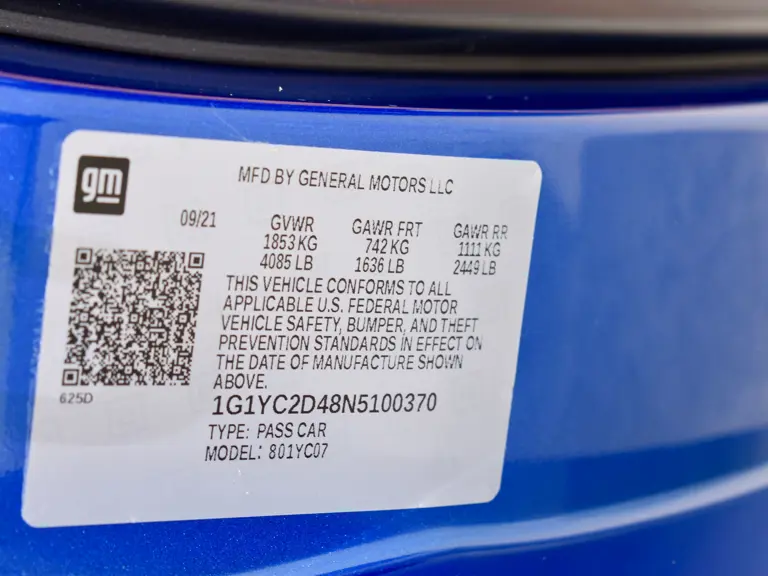 gm
MFD BY GENERAL MOTORS LLC
09/21 GVWR GAWR FRT GAWR RR
1853 KG 742 KG 1111 KG
4085 LB 1636 LB 2449 LB
THIS VEHICLE CONFORMS TO ALL
APPLICABLE U.S. FEDERAL MOTOR
VEHICLE SAFETY, BUMPER, AND THEFT
PREVENTION STANDARDS IN EFFECT ON
THE DATE OF MANUFACTURE SHOWN
ABOVE.
625D
1G1YC2D48N5100370
TYPE: PASS CAR
MODEL: 801YC07